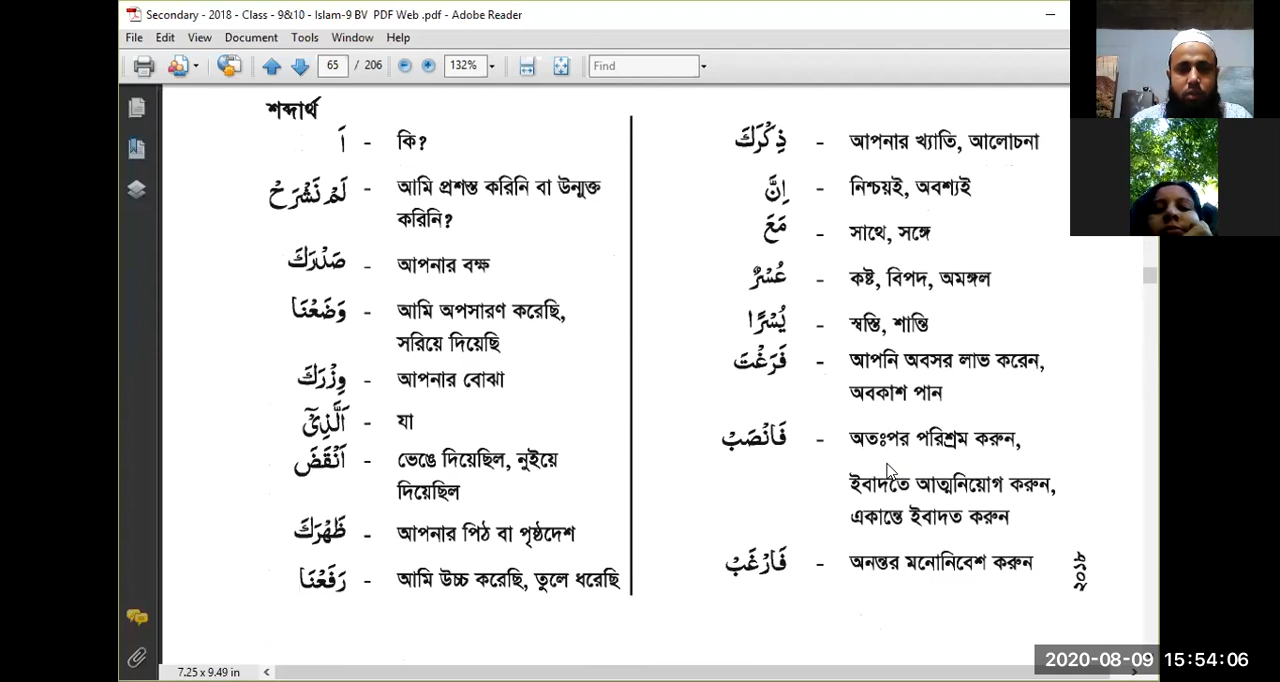 Secondary - 2018 - Class - 9&10 - Islam-9 BV PDF Web .pdf - Adobe Reader
File Edit View Document Tools Window Help
65 / 206 132% Find
শব্দার্থ
اَ - কি?
لَمْ نَشْرَحْ - আমি প্রশস্ত করিনি বা উন্মুক্ত
করিনি?
صَدْرَكَ - আপনার বক্ষ
وَضَعْنَا - আমি অপসারণ করেছি,
সরিয়ে দিয়েছি
وِزْرَكَ - আপনার বোঝা
اَلَّذِيْٓ - যা
اَنْقَضَ - ভেঙে দিয়েছিল, নুইয়ে
দিয়েছিল
ظَهْرَكَ - আপনার পিঠ বা পৃষ্ঠদেশ
رَفَعْنَا - আমি উচ্চ করেছি, তুলে ধরেছি
ذِكْرَكَ - আপনার খ্যাতি, আলোচনা
اِنَّ - নিশ্চয়ই, অবশ্যই
مَعَ - সাথে, সঙ্গে
عُسْرٌ - কষ্ট, বিপদ, অমঙ্গল
يُسْرًا - স্বস্তি, শান্তি
فَرَغْتَ - আপনি অবসর লাভ করেন,
অবকাশ পান
فَانْصَبْ - অতঃপর পরিশ্রম করুন,
ইবাদতে আত্মনিয়োগ করুন,
একান্তে ইবাদত করুন
فَارْغَبْ - অনন্তর মনোনিবেশ করুন
২০১৮
7.25 x 9.49 in
2020-08-09 15:54:06